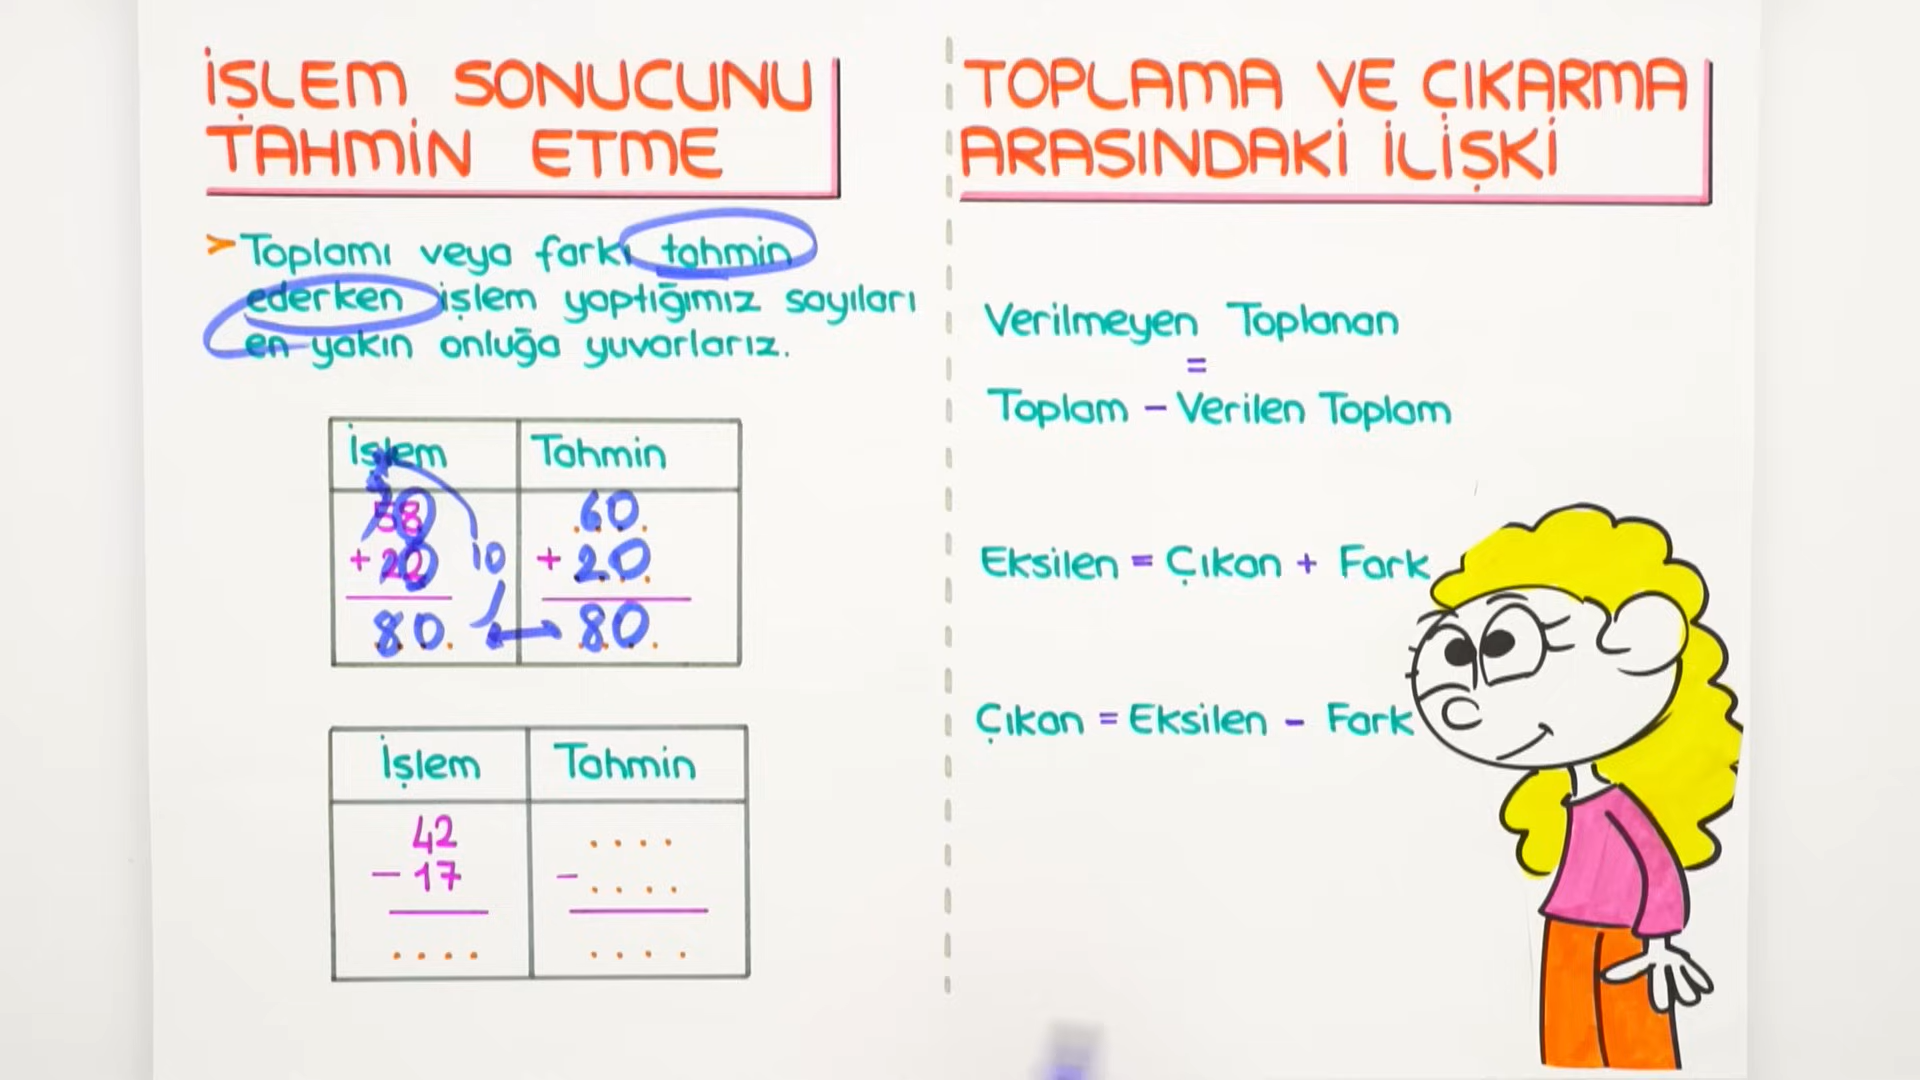 İŞLEM SONUCUNU
TAHMİN ETME
> Toplamı veya farkı tahmin
ederken işlem yaptığımız sayıları
en yakın onluğa yuvarlarız.
İşlem Tahmin
58 60
+ 22 10 + 20
80 80
İşlem Tahmin
42 ....
- 17 - ....
.... ....
TOPLAMA VE ÇIKARMA
ARASINDAKİ İLİŞKİ
Verilmeyen Toplanan
=
Toplam - Verilen Toplam
Eksilen = Çıkan + Fark
Çıkan = Eksilen - Fark